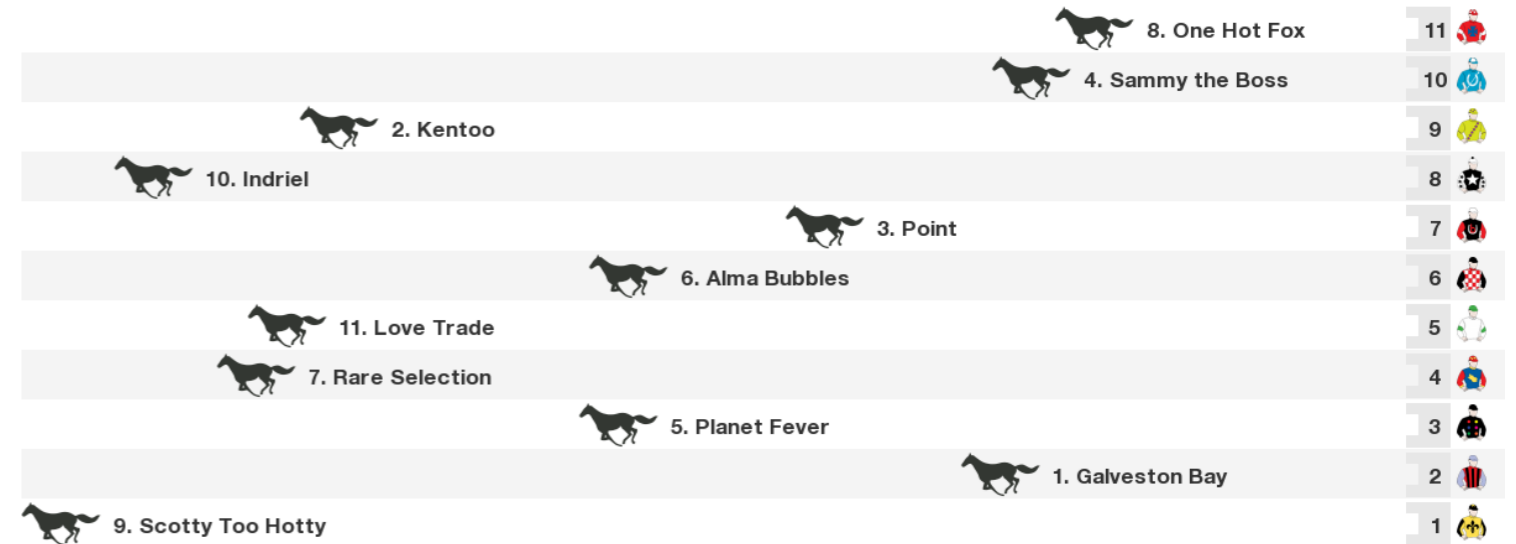 8. One Hot Fox 11
4. Sammy the Boss 10
2. Kentoo 9
10. Indriel 8
3. Point 7
6. Alma Bubbles 6
11. Love Trade 5
7. Rare Selection 4
5. Planet Fever 3
1. Galveston Bay 2
9. Scotty Too Hotty 1